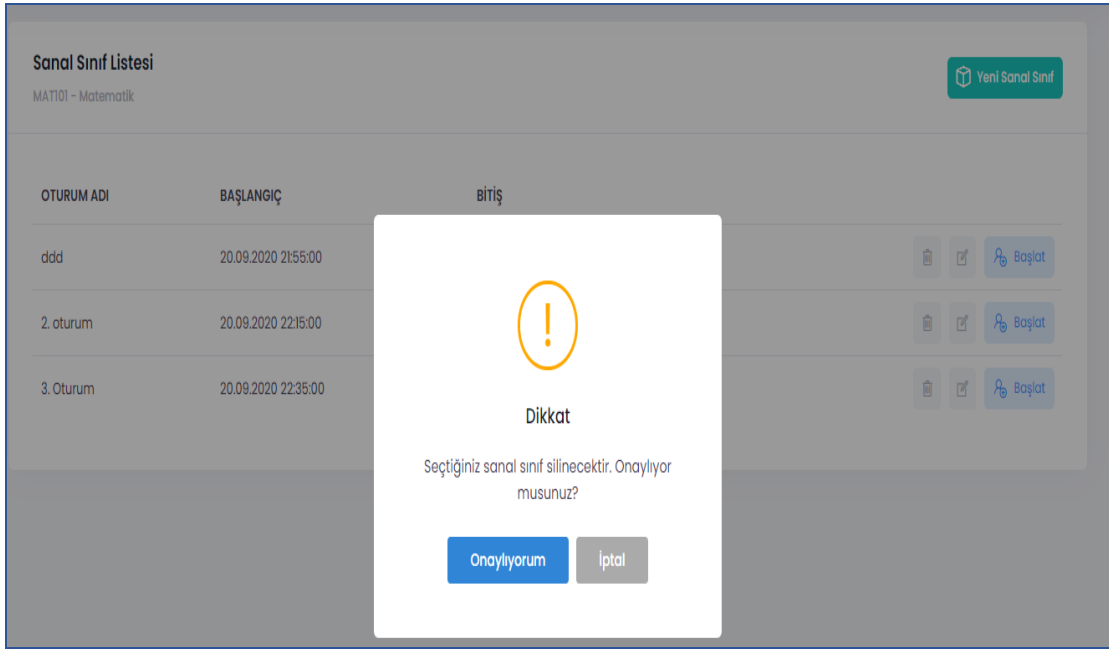 Sanal Sınıf Listesi
MAT101 - Matematik
Yeni Sanal Sınıf
OTURUM ADI BAŞLANGIÇ BİTİŞ
ddd 20.09.2020 21:55:00 Başlat
2. oturum 20.09.2020 22:15:00 Başlat
3. Oturum 20.09.2020 22:35:00 Başlat
!
Dikkat
Seçtiğiniz sanal sınıf silinecektir. Onaylıyor
musunuz?
Onaylıyorum İptal